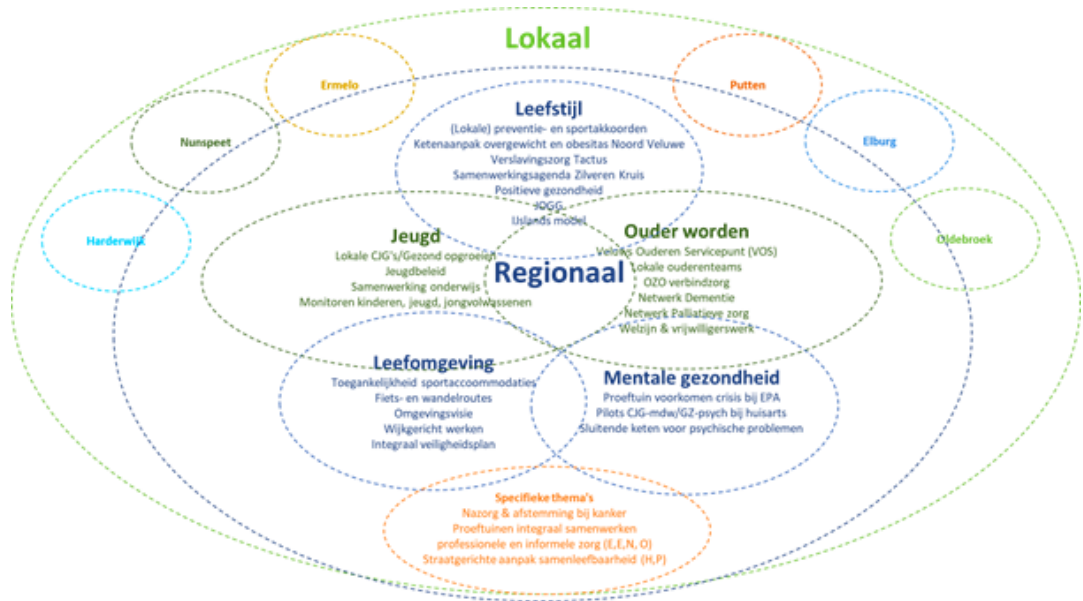 Lokaal
Ermelo
Putten
Nunspeet
Elburg
Harderwijk
Oldebroek
Leefstijl
(Lokale) preventie- en sportakkoorden
Ketenaanpak overgewicht en obesitas Noord Veluwe
Verslavingszorg Tactus
Samenwerkingsagenda Zilveren Kruis
Positieve gezondheid
JOGG
IJslands model
Jeugd
Lokale CJG's/Gezond opgroeien
Jeugdbeleid
Samenwerking onderwijs
Monitoren kinderen, jeugd, jongvolwassenen
Ouder worden
Veluws Ouderen Servicepunt (VOS)
Lokale ouderenteams
OZO verbindzorg
Netwerk Dementie
Netwerk Palliatieve zorg
Welzijn & vrijwilligerswerk
Regionaal
Leefomgeving
Toegankelijkheid sportaccoommodaties
Fiets- en wandelroutes
Omgevingsvisie
Wijkgericht werken
Integraal veiligheidsplan
Mentale gezondheid
Proeftuin voorkomen crisis bij EPA
Pilots CJG-mdw/GZ-psych bij huisarts
Sluitende keten voor psychische problemen
Specifieke thema's
Nazorg & afstemming bij kanker
Proeftuinen integraal samenwerken
professionele en informele zorg (E,E,N, O)
Straatgerichte aanpak samenleefbaarheid (H,P)